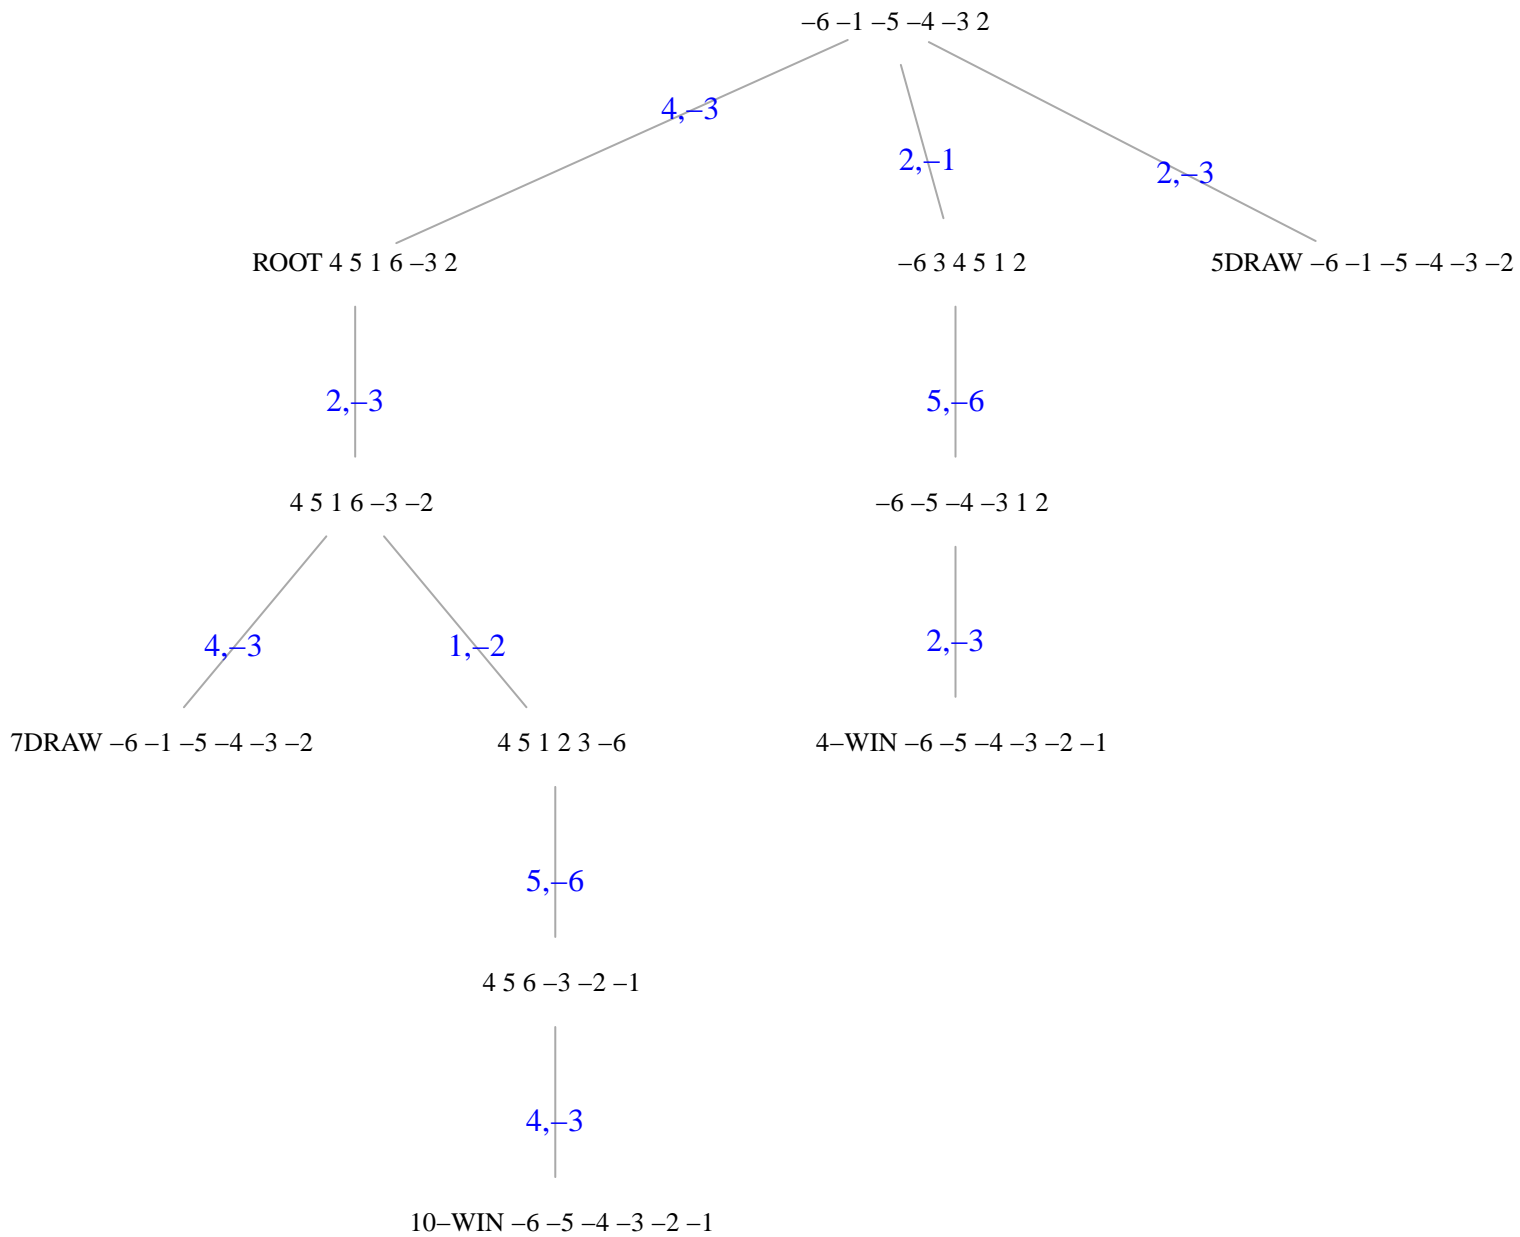 –6 –1 –5 –4 –3 2
4,–3
2,–1
2,–3
ROOT 4 5 1 6 –3 2
–6 3 4 5 1 2
5DRAW –6 –1 –5 –4 –3 –2
2,–3
5,–6
4 5 1 6 –3 –2
–6 –5 –4 –3 1 2
4,–3
1,–2
2,–3
7DRAW –6 –1 –5 –4 –3 –2
4 5 1 2 3 –6
4–WIN –6 –5 –4 –3 –2 –1
5,–6
4 5 6 –3 –2 –1
4,–3
10–WIN –6 –5 –4 –3 –2 –1